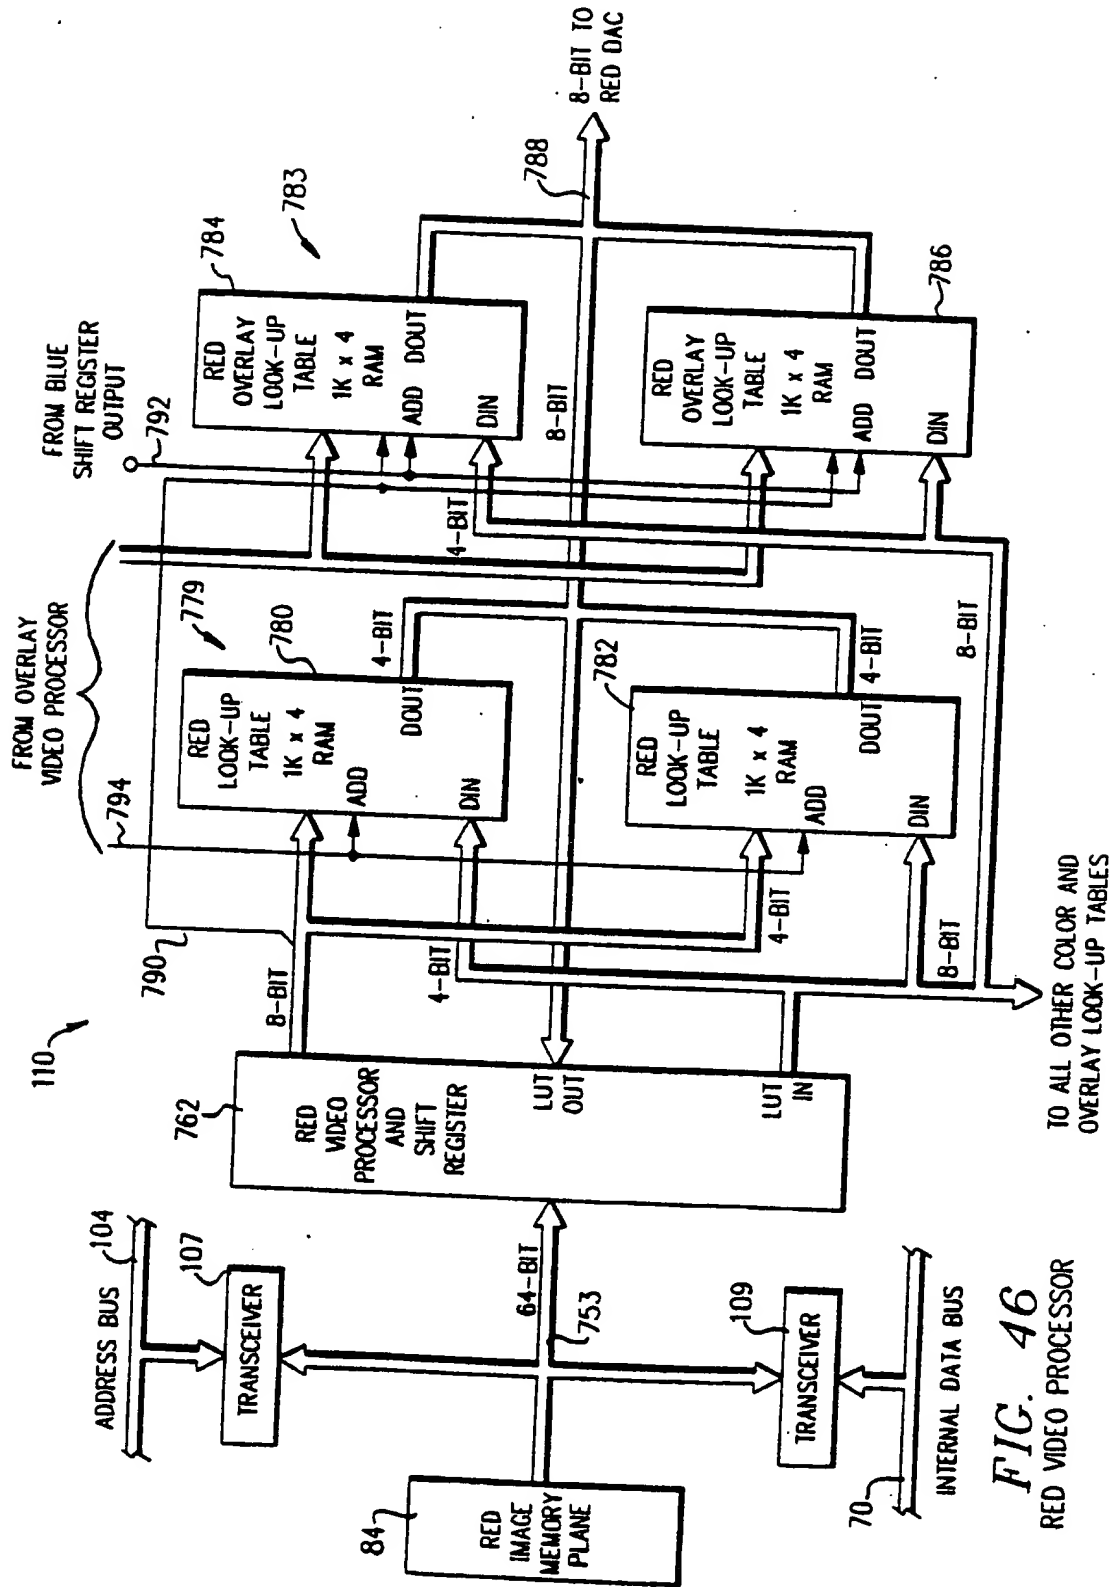 110
FROM OVERLAY
VIDEO PROCESSOR
794
790
779
FROM BLUE
SHIFT REGISTER
OUTPUT
792
783
784
RED
OVERLAY
LOOK-UP
TABLE
1K x 4
RAM
ADD DOUT
DIN
780
RED
LOOK-UP
TABLE
1K x 4
RAM
DOUT
ADD
DIN
4-BIT
4-BIT
8-BIT
788
8-BIT TO
RED DAC
762
RED
VIDEO
PROCESSOR
AND
SHIFT
REGISTER
LUT
OUT
LUT
IN
8-BIT
4-BIT
4-BIT
782
RED
LOOK-UP
TABLE
1K x 4
RAM
ADD
DOUT
DIN
4-BIT
8-BIT
8-BIT
786
RED
OVERLAY
LOOK-UP
TABLE
1K x 4
RAM
ADD DOUT
DIN
TO ALL OTHER COLOR AND
OVERLAY LOOK-UP TABLES
ADDRESS BUS
104
107
TRANSCEIVER
64-BIT
753
84
RED
IMAGE
MEMORY
PLANE
109
TRANSCEIVER
70
INTERNAL DATA BUS
FIG. 46
RED VIDEO PROCESSOR